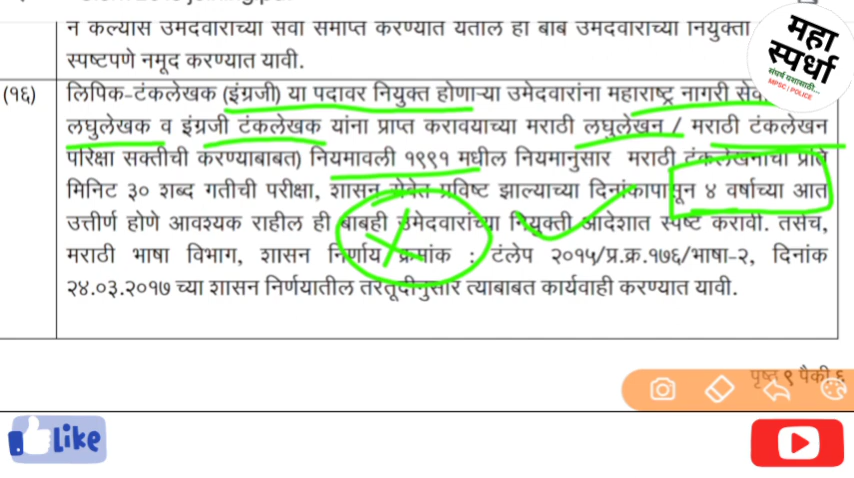 न केल्यास उमेदवाराच्या सेवा समाप्त करण्यात येतील ही बाब उमेदवाराच्या नियुक्ती
स्पष्टपणे नमूद करण्यात यावी.
(१६) लिपिक-टंकलेखक (इंग्रजी) या पदावर नियुक्त होणाऱ्या उमेदवारांना महाराष्ट्र नागरी सेवा
लघुलेखक व इंग्रजी टंकलेखक यांना प्राप्त करावयाच्या मराठी लघुलेखन / मराठी टंकलेखन
परिक्षा सक्तीची करण्याबाबत) नियमावली १९९१ मधील नियमानुसार मराठी टंकलेखनाची प्रति
मिनिट ३० शब्द गतीची परीक्षा, शासन सेवेत प्रविष्ट झाल्याच्या दिनांकापासून ४ वर्षाच्या आत
उत्तीर्ण होणे आवश्यक राहील ही बाबही उमेदवारांच्या नियुक्ती आदेशात स्पष्ट करावी. तसेच,
मराठी भाषा विभाग, शासन निर्णय क्रमांक : टंलेप २०१५/प्र.क्र.१७६/भाषा-२, दिनांक
२४.०३.२०१७ च्या शासन निर्णयातील तरतूदीनुसार त्याबाबत कार्यवाही करण्यात यावी.
पृष्ठ ९ पैकी ६
महा
स्पर्धा
संघर्ष यशासाठी...
MPSC | POLICE
Like